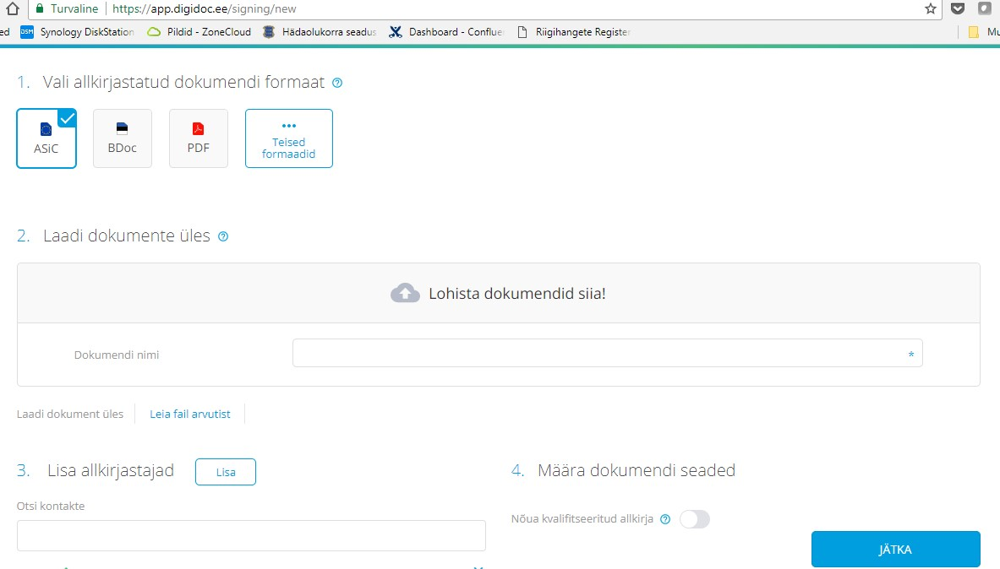 Turvaline https://app.digidoc.ee/signing/new
ed DSM Synology DiskStation Pildid - ZoneCloud Hädaolukorra seadus Dashboard - Conflue Riigihangete Register Mu
1. Vali allkirjastatud dokumendi formaat ?
ASiC
BDoc
PDF
Teised
formaadid
2. Laadi dokumente üles ?
Lohista dokumendid siia!
Dokumendi nimi *
Laadi dokument üles Leia fail arvutist
3. Lisa allkirjastajad Lisa
Otsi kontakte
4. Määra dokumendi seaded
Nõua kvalifitseeritud allkirja ?
JÄTKA